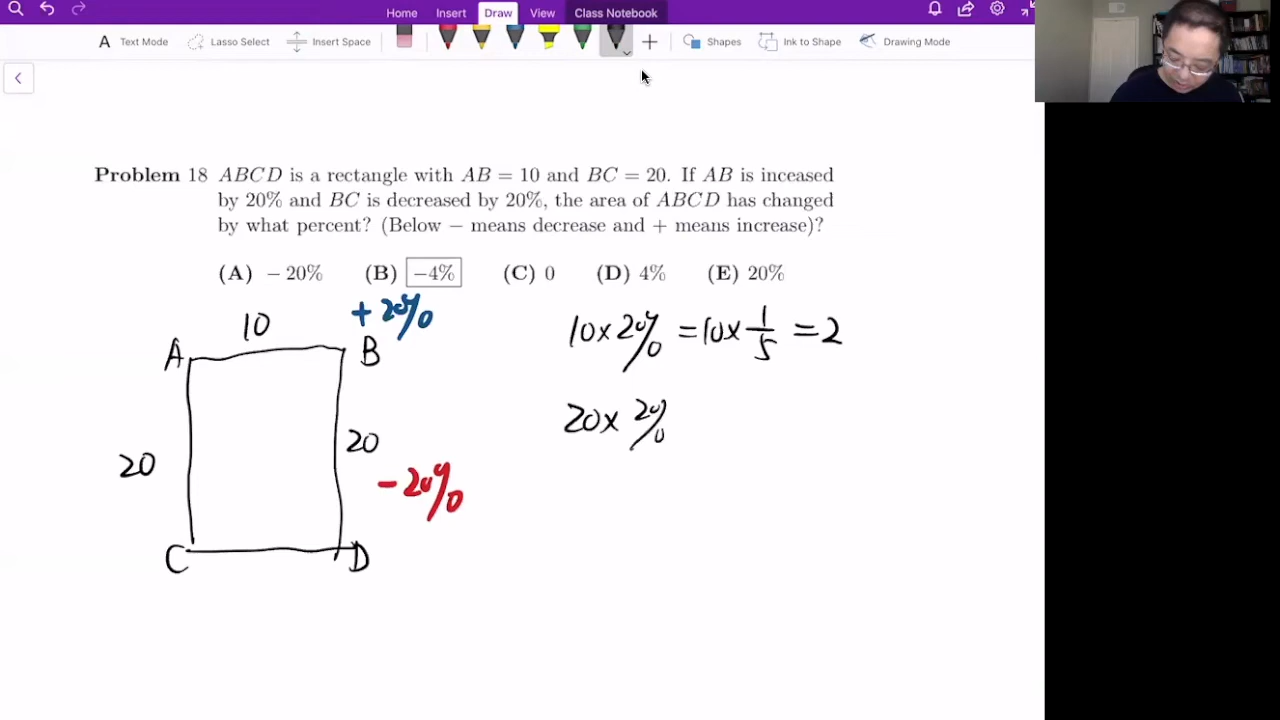 Home Insert Draw View Class Notebook
A Text Mode Lasso Select Insert Space Shapes Ink to Shape Drawing Mode
Problem 18 ABCD is a rectangle with AB = 10 and BC = 20. If AB is inceased
by 20% and BC is decreased by 20%, the area of ABCD has changed
by what percent? (Below − means decrease and + means increase)?
(A) − 20% (B) −4% (C) 0 (D) 4% (E) 20%
+ 20%
10
A
B
20
20
- 20%
C
D
10 × 20% = 10 × 1/5 = 2
20 × 20%